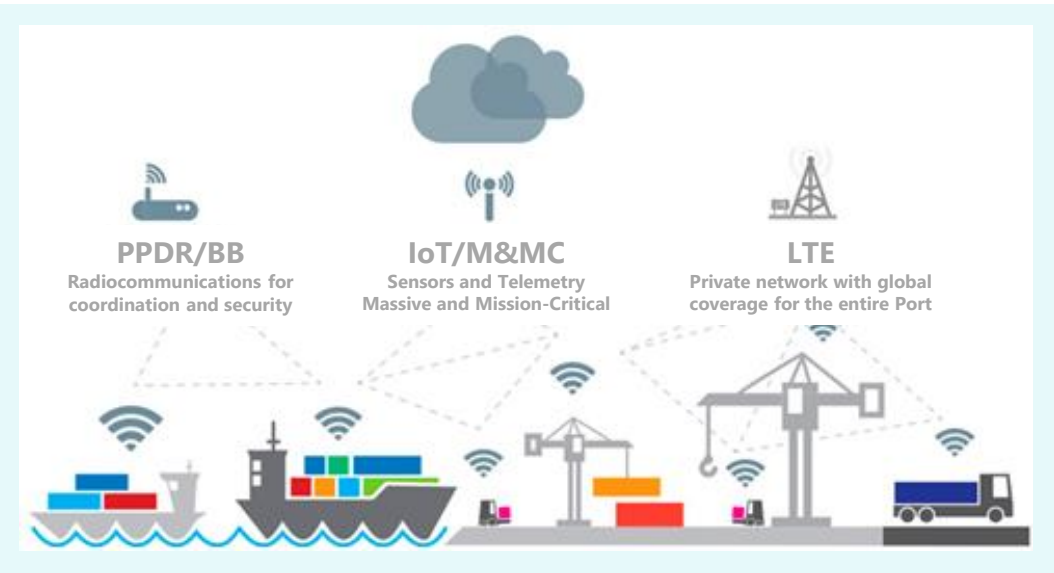 PPDR/BB
Radiocommunications for
coordination and security
IoT/M&MC
Sensors and Telemetry
Massive and Mission-Critical
LTE
Private network with global
coverage for the entire Port